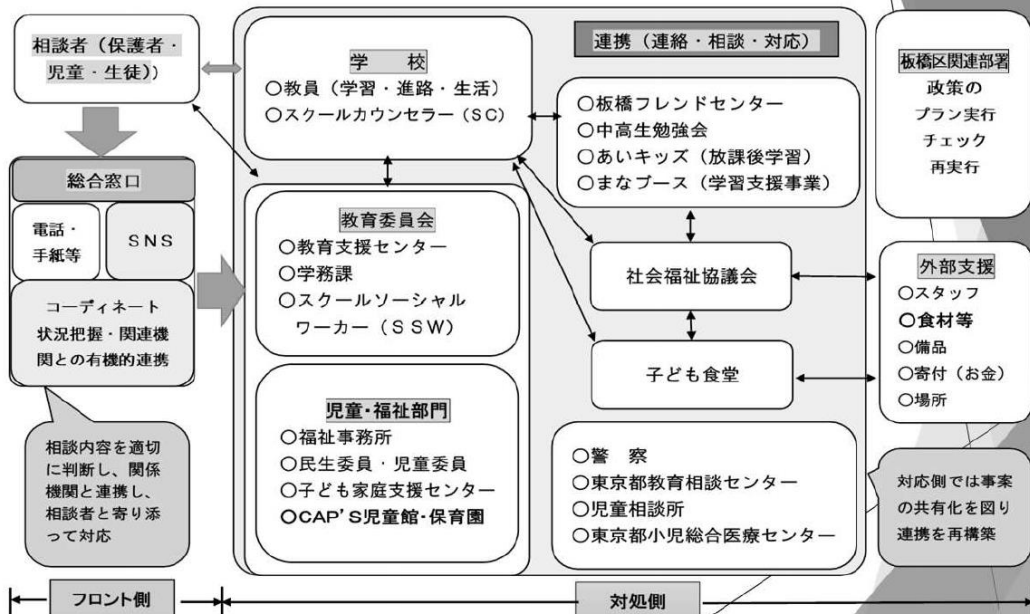 相談者（保護者・
児童・生徒））
総合窓口
電話・
手紙等
ＳＮＳ
コーディネート
状況把握・関連機
関との有機的連携
相談内容を適切
に判断し、関係
機関と連携し、
相談者と寄り添
って対応
連携（連絡・相談・対応）
学　校
○教員（学習・進路・生活）
○スクールカウンセラー（SC）
教育委員会
○教育支援センター
○学務課
○スクールソーシャル
ワーカー（ＳＳＷ）
児童・福祉部門
○福祉事務所
○民生委員・児童委員
○子ども家庭支援センター
○CAP'S児童館・保育園
○板橋フレンドセンター
○中高生勉強会
○あいキッズ（放課後学習）
○まなブース（学習支援事業）
社会福祉協議会
子ども食堂
○警　察
○東京都教育相談センター
○児童相談所
○東京都小児総合医療センター
板橋区関連部署
政策の
プラン実行
チェック
再実行
外部支援
○スタッフ
○食材等
○備品
○寄付（お金）
○場所
対応側では事案
の共有化を図り
連携を再構築
フロント側
対処側